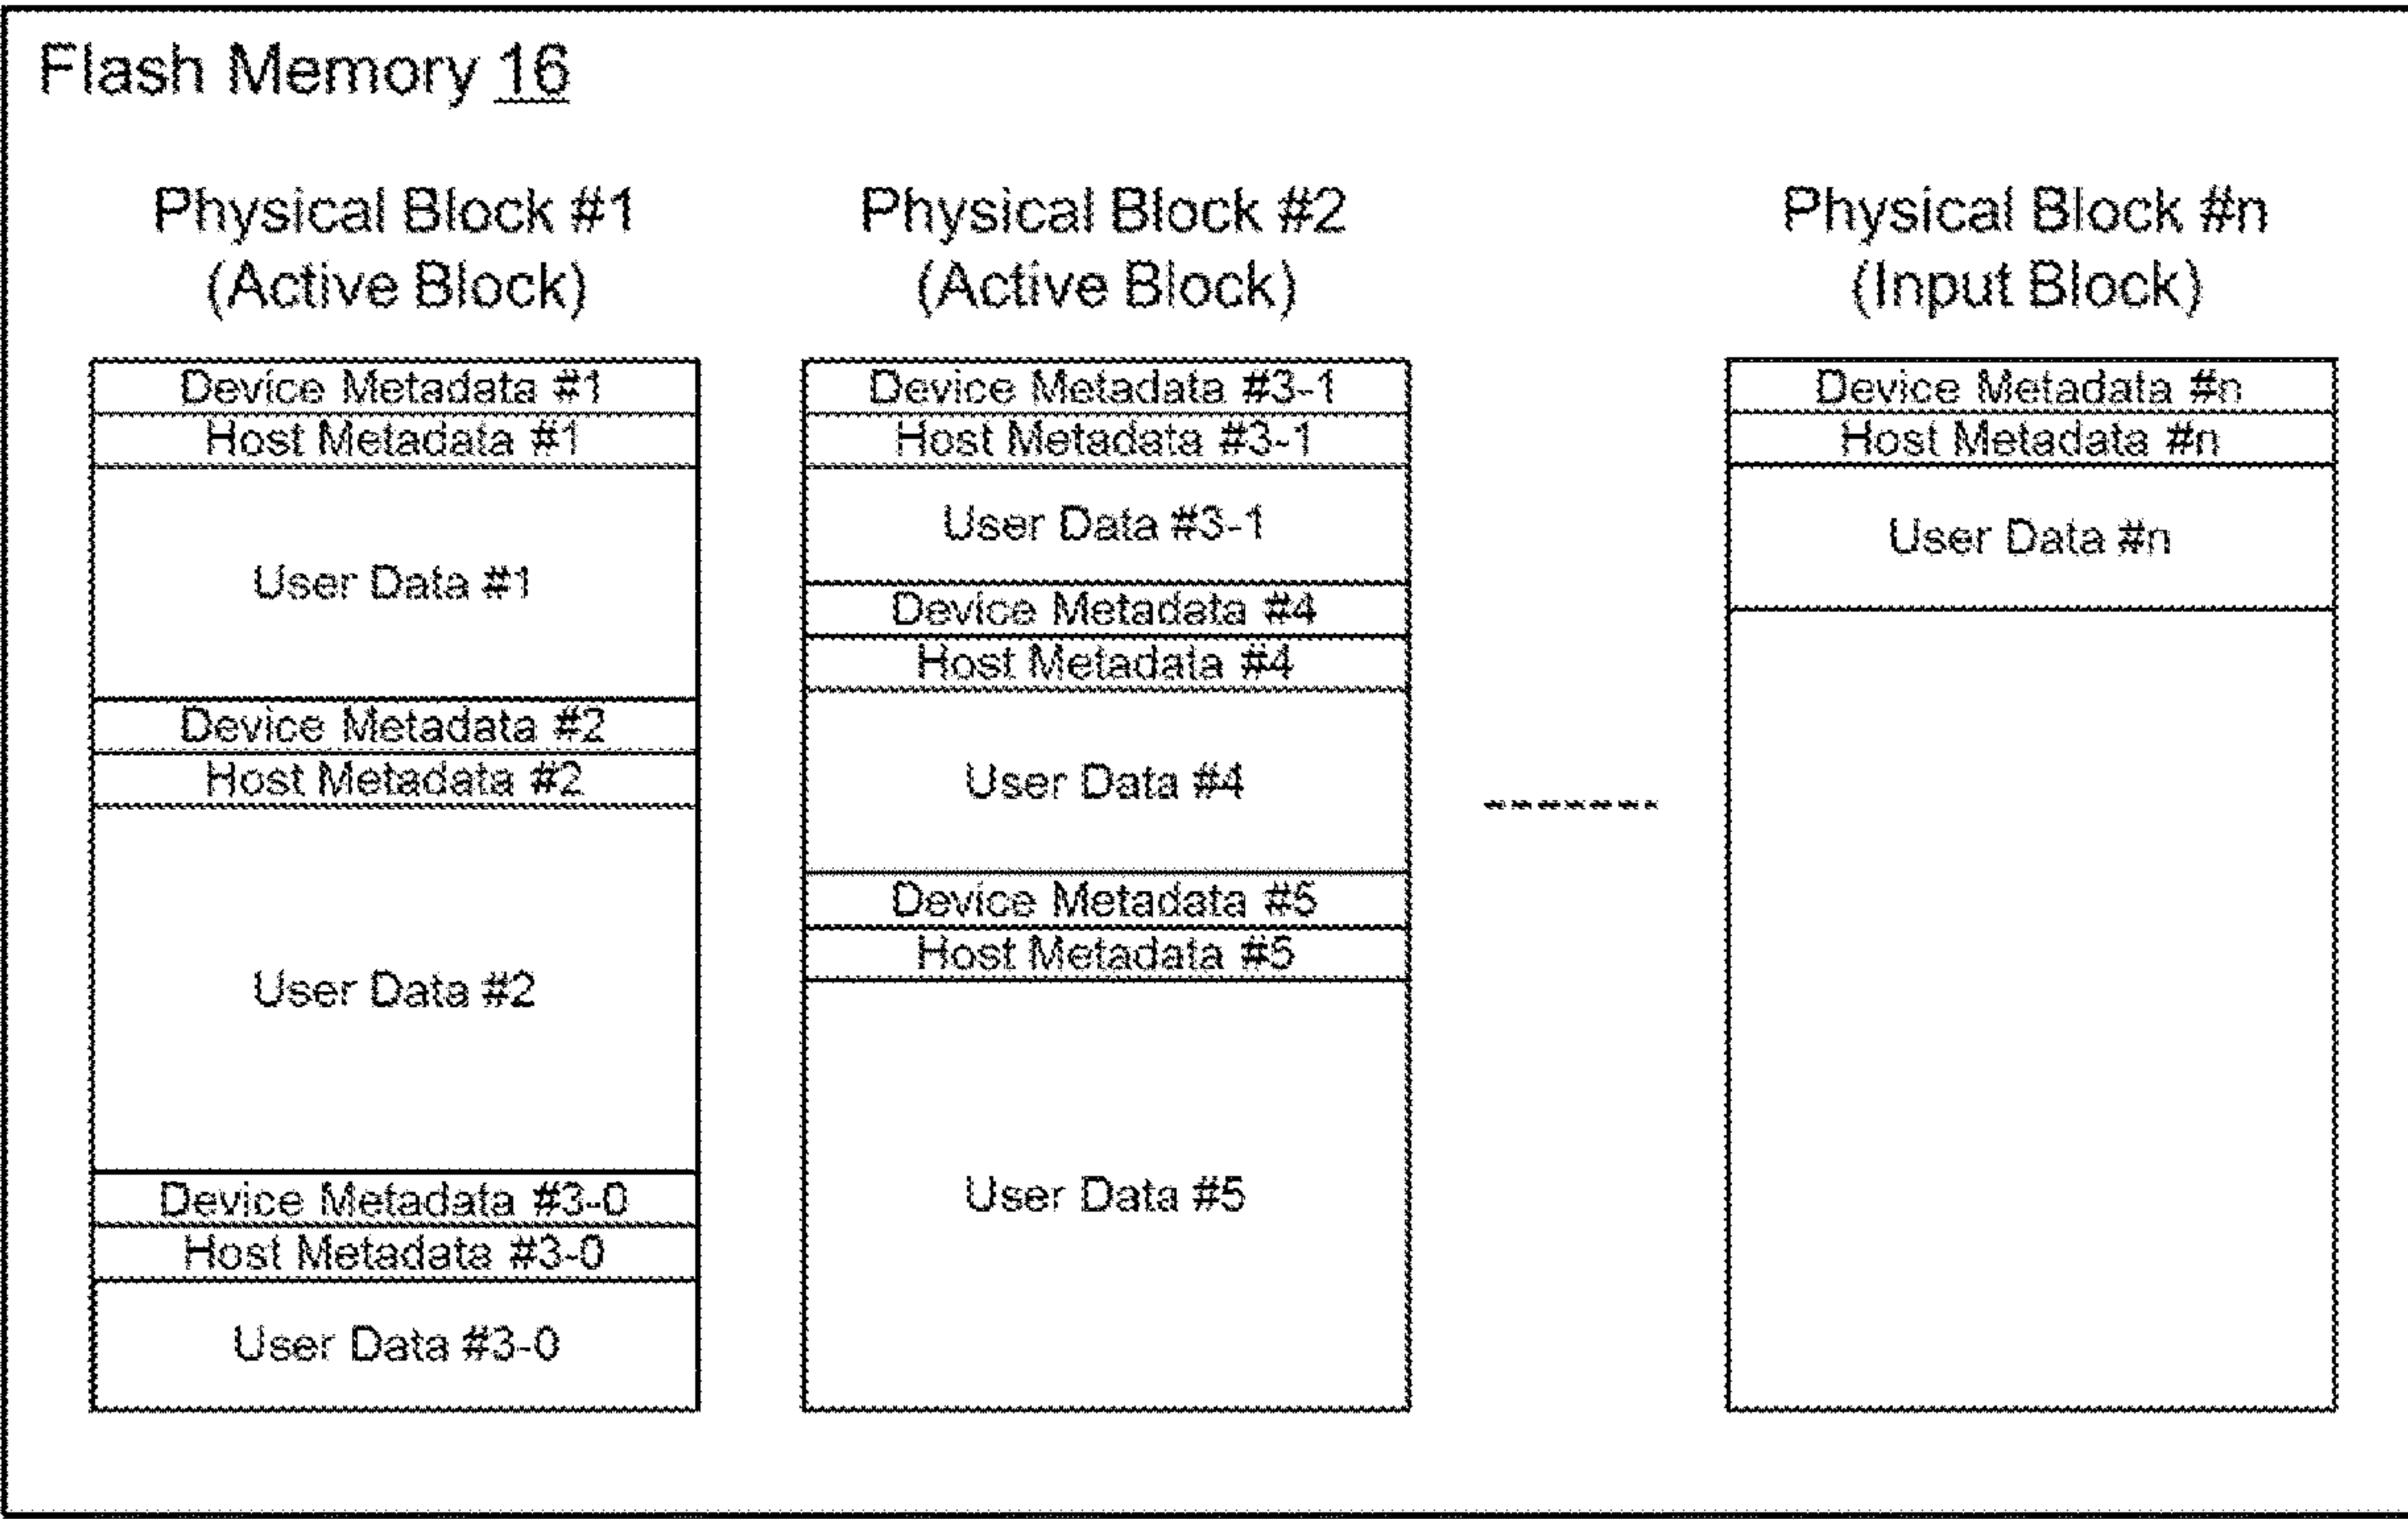 Flash Memory 16
Physical Block #1
(Active Block)
Device Metadata #1
Host Metadata #1
User Data #1
Device Metadata #2
Host Metadata #2
User Data #2
Device Metadata #3-0
Host Metadata #3-0
User Data #3-0
Physical Block #2
(Active Block)
Device Metadata #3-1
Host Metadata #3-1
User Data #3-1
Device Metadata #4
Host Metadata #4
User Data #4
Device Metadata #5
Host Metadata #5
User Data #5
Physical Block #n
(Input Block)
Device Metadata #n
Host Metadata #n
User Data #n